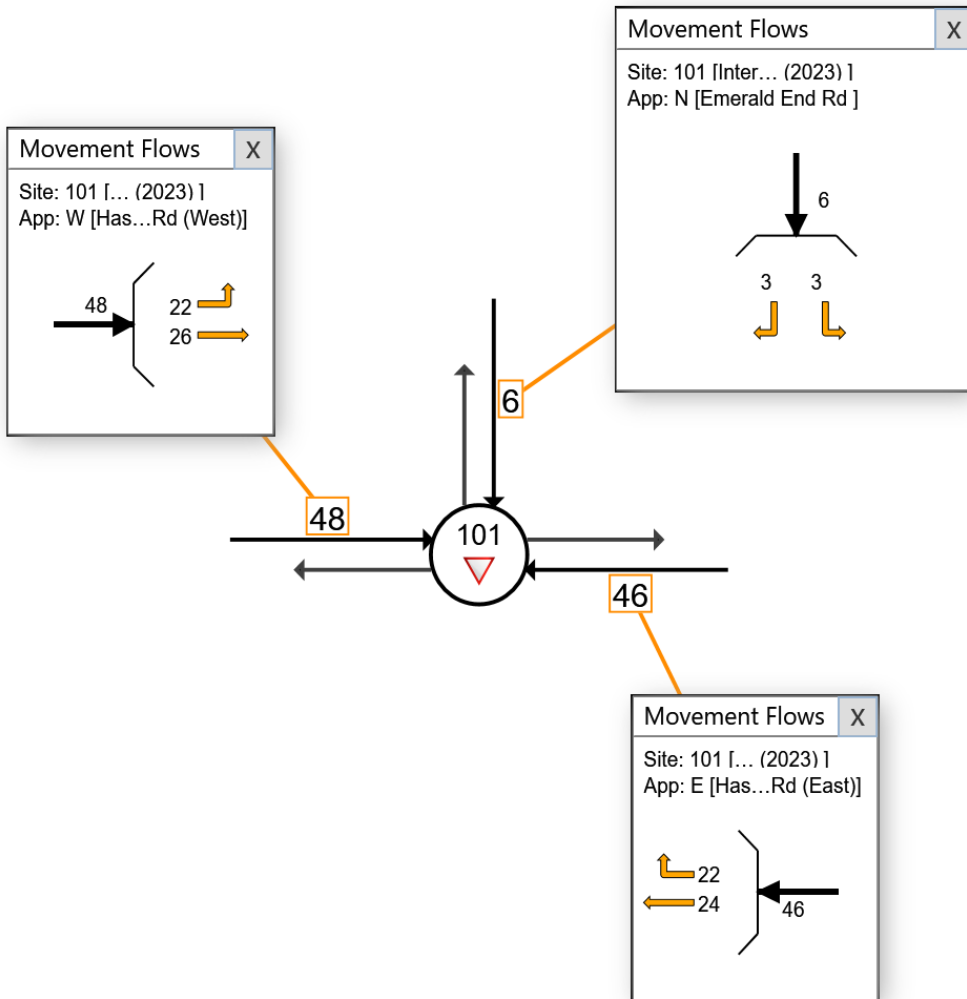 Movement Flows X
Site: 101 [Inter… (2023) ]
App: N [Emerald End Rd ]
6
3 3
Movement Flows X
Site: 101 [… (2023) ]
App: W [Has…Rd (West)]
48
22
26
6
48
101
46
Movement Flows X
Site: 101 [… (2023) ]
App: E [Has…Rd (East)]
22
24
46